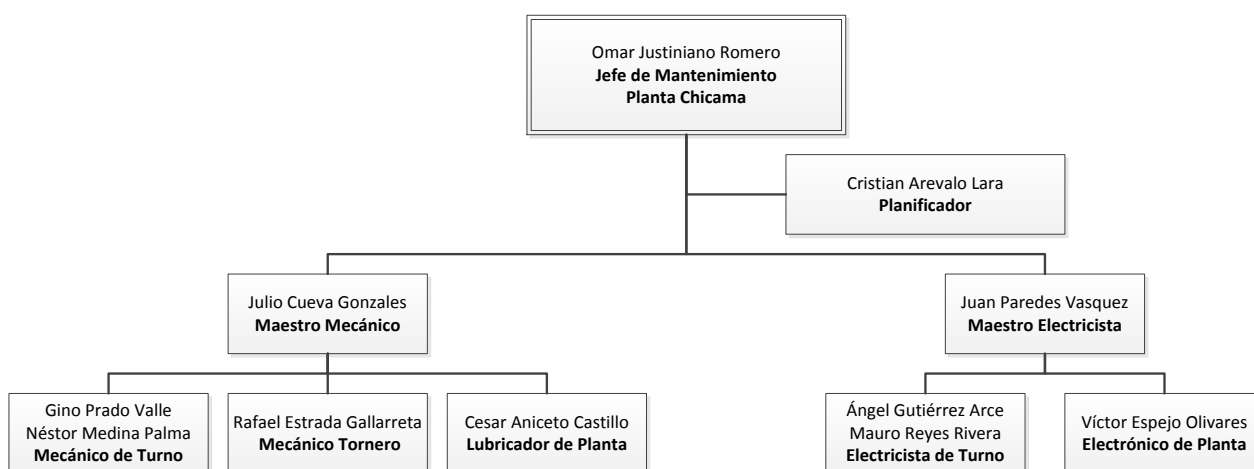 Omar Justiniano Romero
Jefe de Mantenimiento
Planta Chicama
Cristian Arevalo Lara
Planificador
Julio Cueva Gonzales
Maestro Mecánico
Juan Paredes Vasquez
Maestro Electricista
Gino Prado Valle
Néstor Medina Palma
Mecánico de Turno
Rafael Estrada Gallarreta
Mecánico Tornero
Cesar Aniceto Castillo
Lubricador de Planta
Ángel Gutiérrez Arce
Mauro Reyes Rivera
Electricista de Turno
Víctor Espejo Olivares
Electrónico de Planta